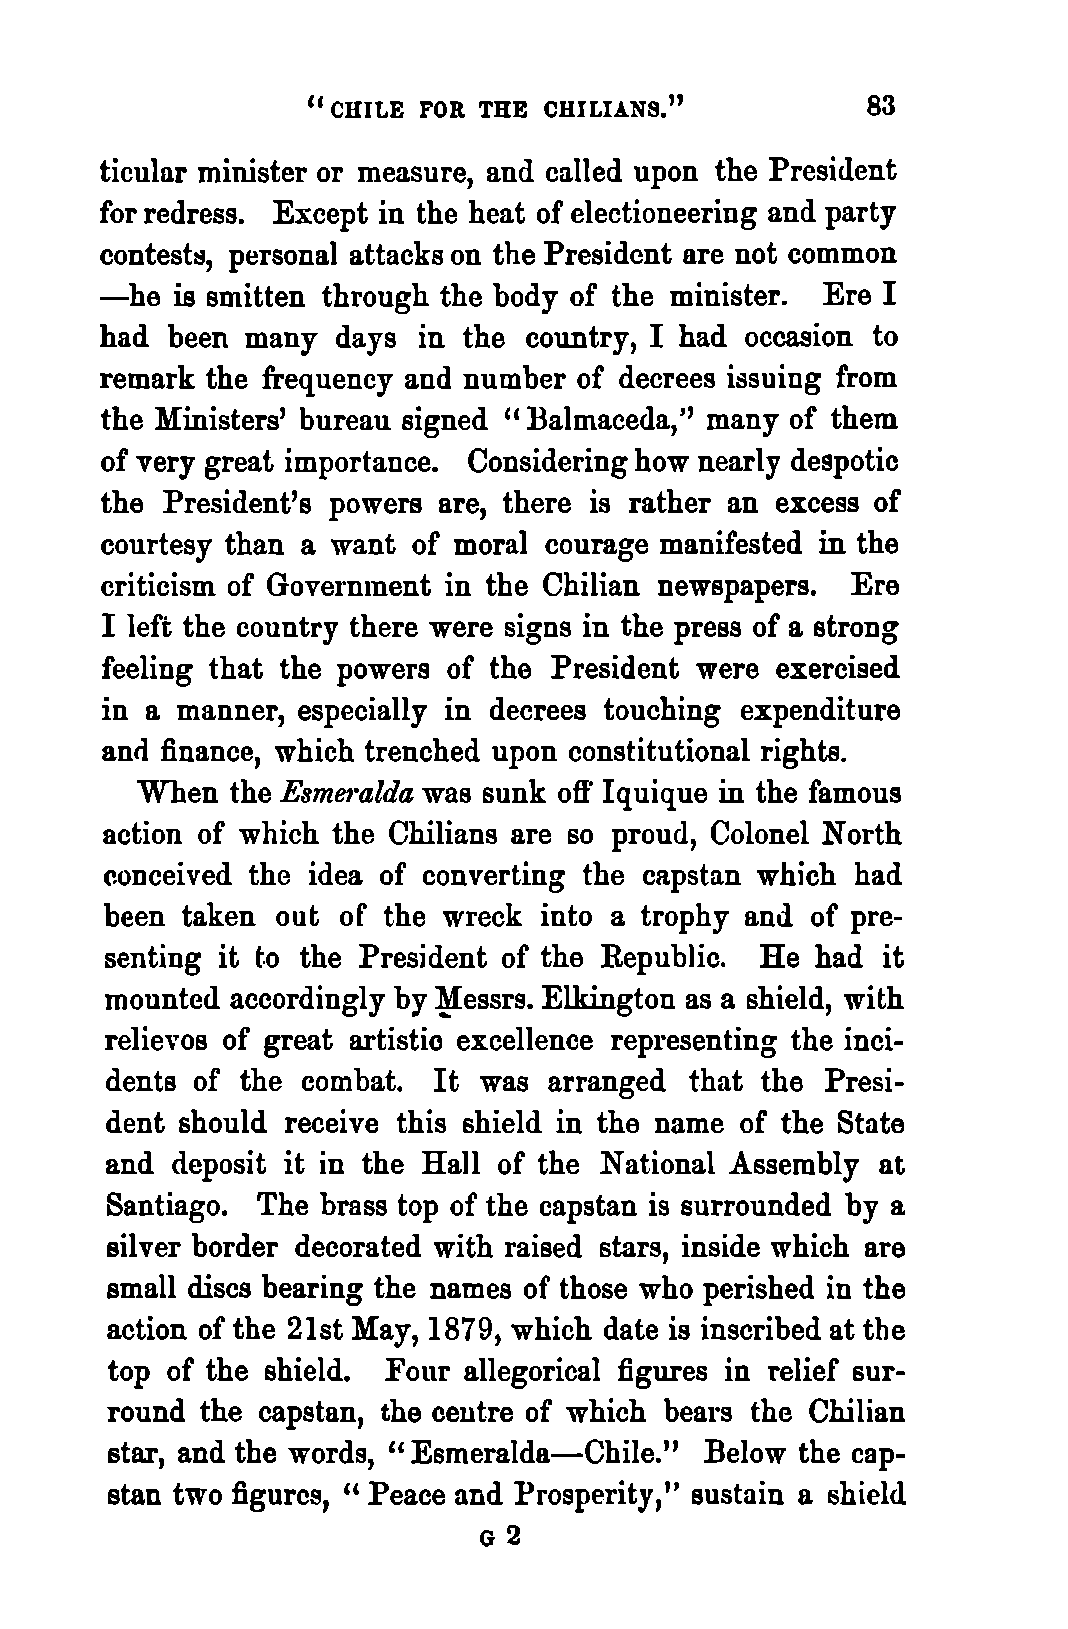 "CHILE FOR THE CHILIANS." 83
ticular minister or measure, and called upon the President
for redress. Except in the heat of electioneering and party
contests, personal attacks on the President are not common
—he is smitten through the body of the minister. Ere I
had been many days in the country, I had occasion to
remark the frequency and number of decrees issuing from
the Ministers' bureau signed "Balmaceda," many of them
of very great importance. Considering how nearly despotic
the President's powers are, there is rather an excess of
courtesy than a want of moral courage manifested in the
criticism of Government in the Chilian newspapers. Ere
I left the country there were signs in the press of a strong
feeling that the powers of the President were exercised
in a manner, especially in decrees touching expenditure
and finance, which trenched upon constitutional rights.
When the Esmeralda was sunk off Iquique in the famous
action of which the Chilians are so proud, Colonel North
conceived the idea of converting the capstan which had
been taken out of the wreck into a trophy and of pre-
senting it to the President of the Republic. He had it
mounted accordingly by Messrs. Elkington as a shield, with
relievos of great artistic excellence representing the inci-
dents of the combat. It was arranged that the Presi-
dent should receive this shield in the name of the State
and deposit it in the Hall of the National Assembly at
Santiago. The brass top of the capstan is surrounded by a
silver border decorated with raised stars, inside which are
small discs bearing the names of those who perished in the
action of the 21st May, 1879, which date is inscribed at the
top of the shield. Four allegorical figures in relief sur-
round the capstan, the centre of which bears the Chilian
star, and the words, "Esmeralda—Chile." Below the cap-
stan two figures, "Peace and Prosperity," sustain a shield
G 2